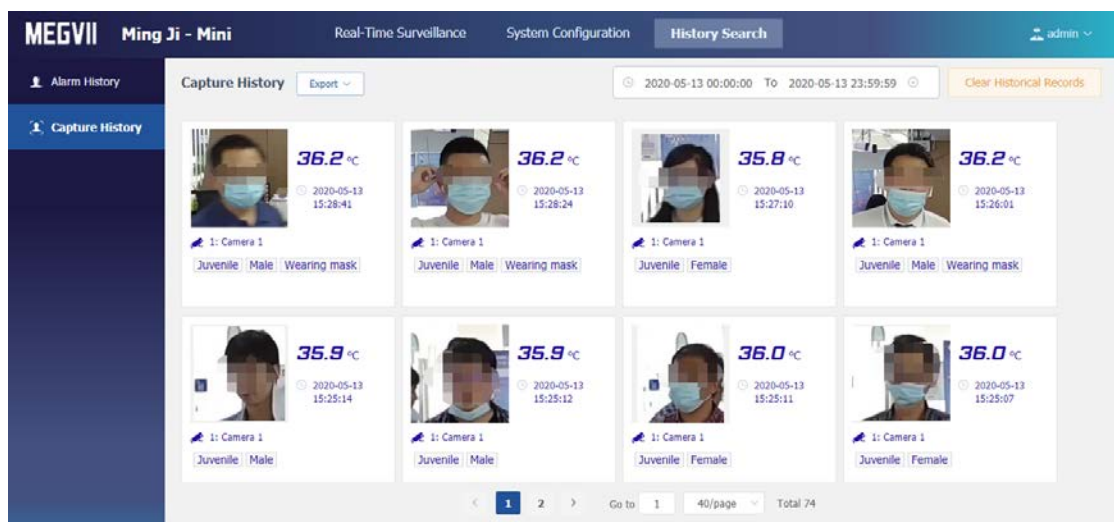 MEGVII Ming Ji - Mini Real-Time Surveillance System Configuration History Search admin
Alarm History
Capture History
Capture History Export 2020-05-13 00:00:00 To 2020-05-13 23:59:59 Clear Historical Records
36.2 °C
2020-05-13
15:28:41
1: Camera 1
Juvenile Male Wearing mask
36.2 °C
2020-05-13
15:28:24
1: Camera 1
Juvenile Male Wearing mask
35.8 °C
2020-05-13
15:27:10
1: Camera 1
Juvenile Female
36.2 °C
2020-05-13
15:26:01
1: Camera 1
Juvenile Male Wearing mask
35.9 °C
2020-05-13
15:25:14
1: Camera 1
Juvenile Male
35.9 °C
2020-05-13
15:25:12
1: Camera 1
Juvenile Male
36.0 °C
2020-05-13
15:25:11
1: Camera 1
Juvenile Female
36.0 °C
2020-05-13
15:25:07
1: Camera 1
Juvenile Female
< 1 2 > Go to 1 40/page Total 74